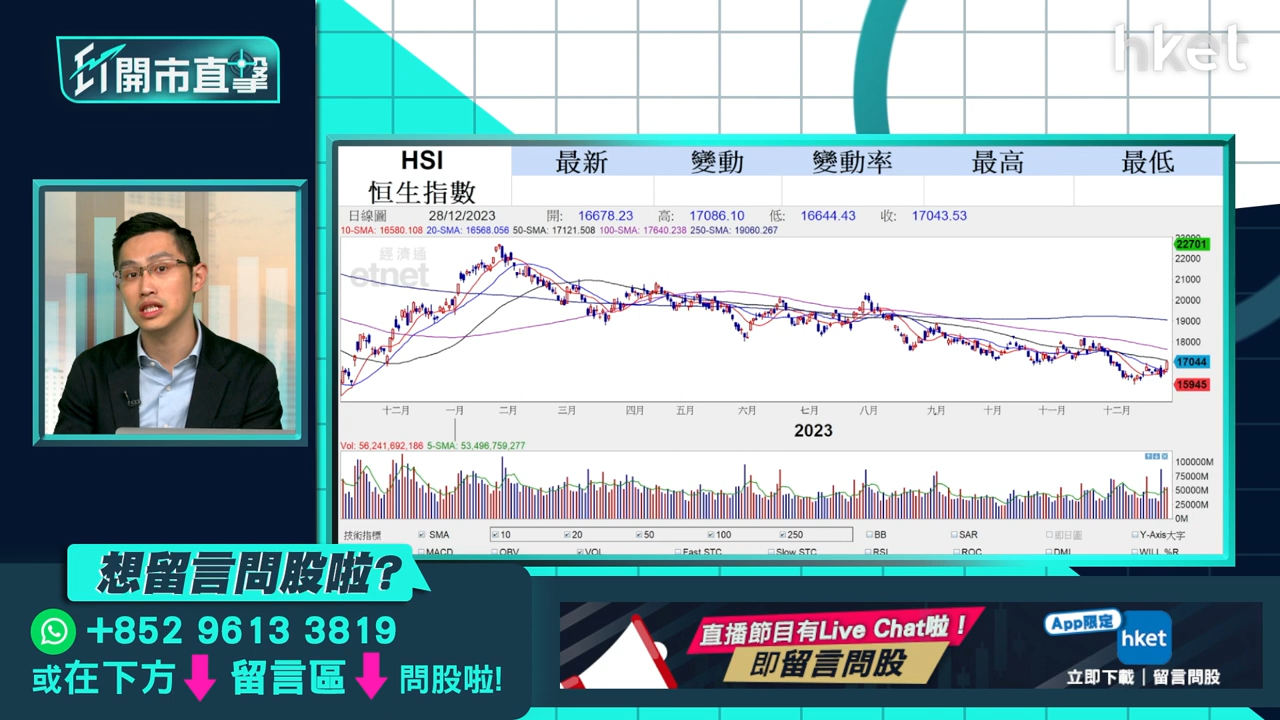 ET開市直擊
hket
HSI
恒生指數
最新 變動 變動率 最高 最低
日線圖 28/12/2023 開: 16678.23 高: 17086.10 低: 16644.43 收: 17043.53
10-SMA: 16580.108 20-SMA: 16568.056 50-SMA: 17121.508 100-SMA: 17640.238 250-SMA: 19060.267
經濟通
etnet
23000
22701
22000
21000
20000
19000
18000
17044
15945
十二月 一月 二月 三月 四月 五月 六月 七月 八月 九月 十月 十一月 十二月
2023
Vol: 56,241,692,186 5-SMA: 53,496,759,277
100000M
75000M
50000M
25000M
0M
技術指標 SMA 10 20 50 100 250 BB SAR 即日圖 Y-Axis大字
MACD OBV VOL Fast STC Slow STC RSI ROC DMI WILL %R
想留言問股啦?
+852 9613 3819
或在下方 留言區 問股啦!
直播節目有Live Chat啦！
即留言問股
App限定
hket
立即下載｜留言問股